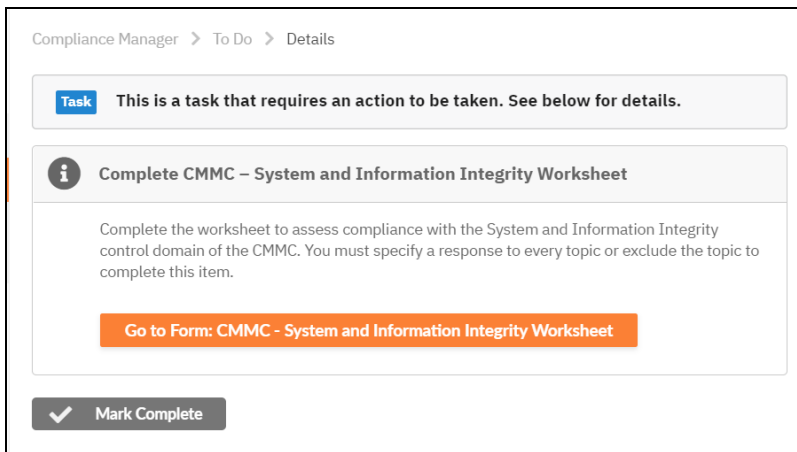 Compliance Manager > To Do > Details
Task This is a task that requires an action to be taken. See below for details.
Complete CMMC – System and Information Integrity Worksheet
Complete the worksheet to assess compliance with the System and Information Integrity
control domain of the CMMC. You must specify a response to every topic or exclude the topic to
complete this item.
Go to Form: CMMC - System and Information Integrity Worksheet
Mark Complete